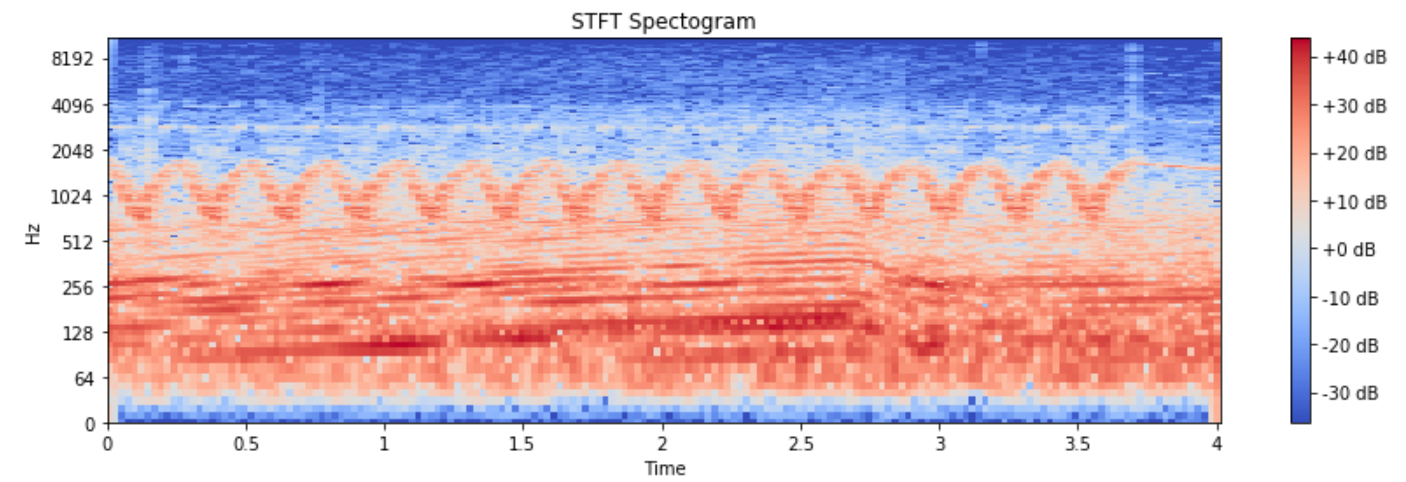 STFT Spectogram
8192
4096
2048
1024
512
256
128
64
0
Hz
0
0.5
1
1.5
2
2.5
3
3.5
4
Time
+40 dB
+30 dB
+20 dB
+10 dB
+0 dB
-10 dB
-20 dB
-30 dB